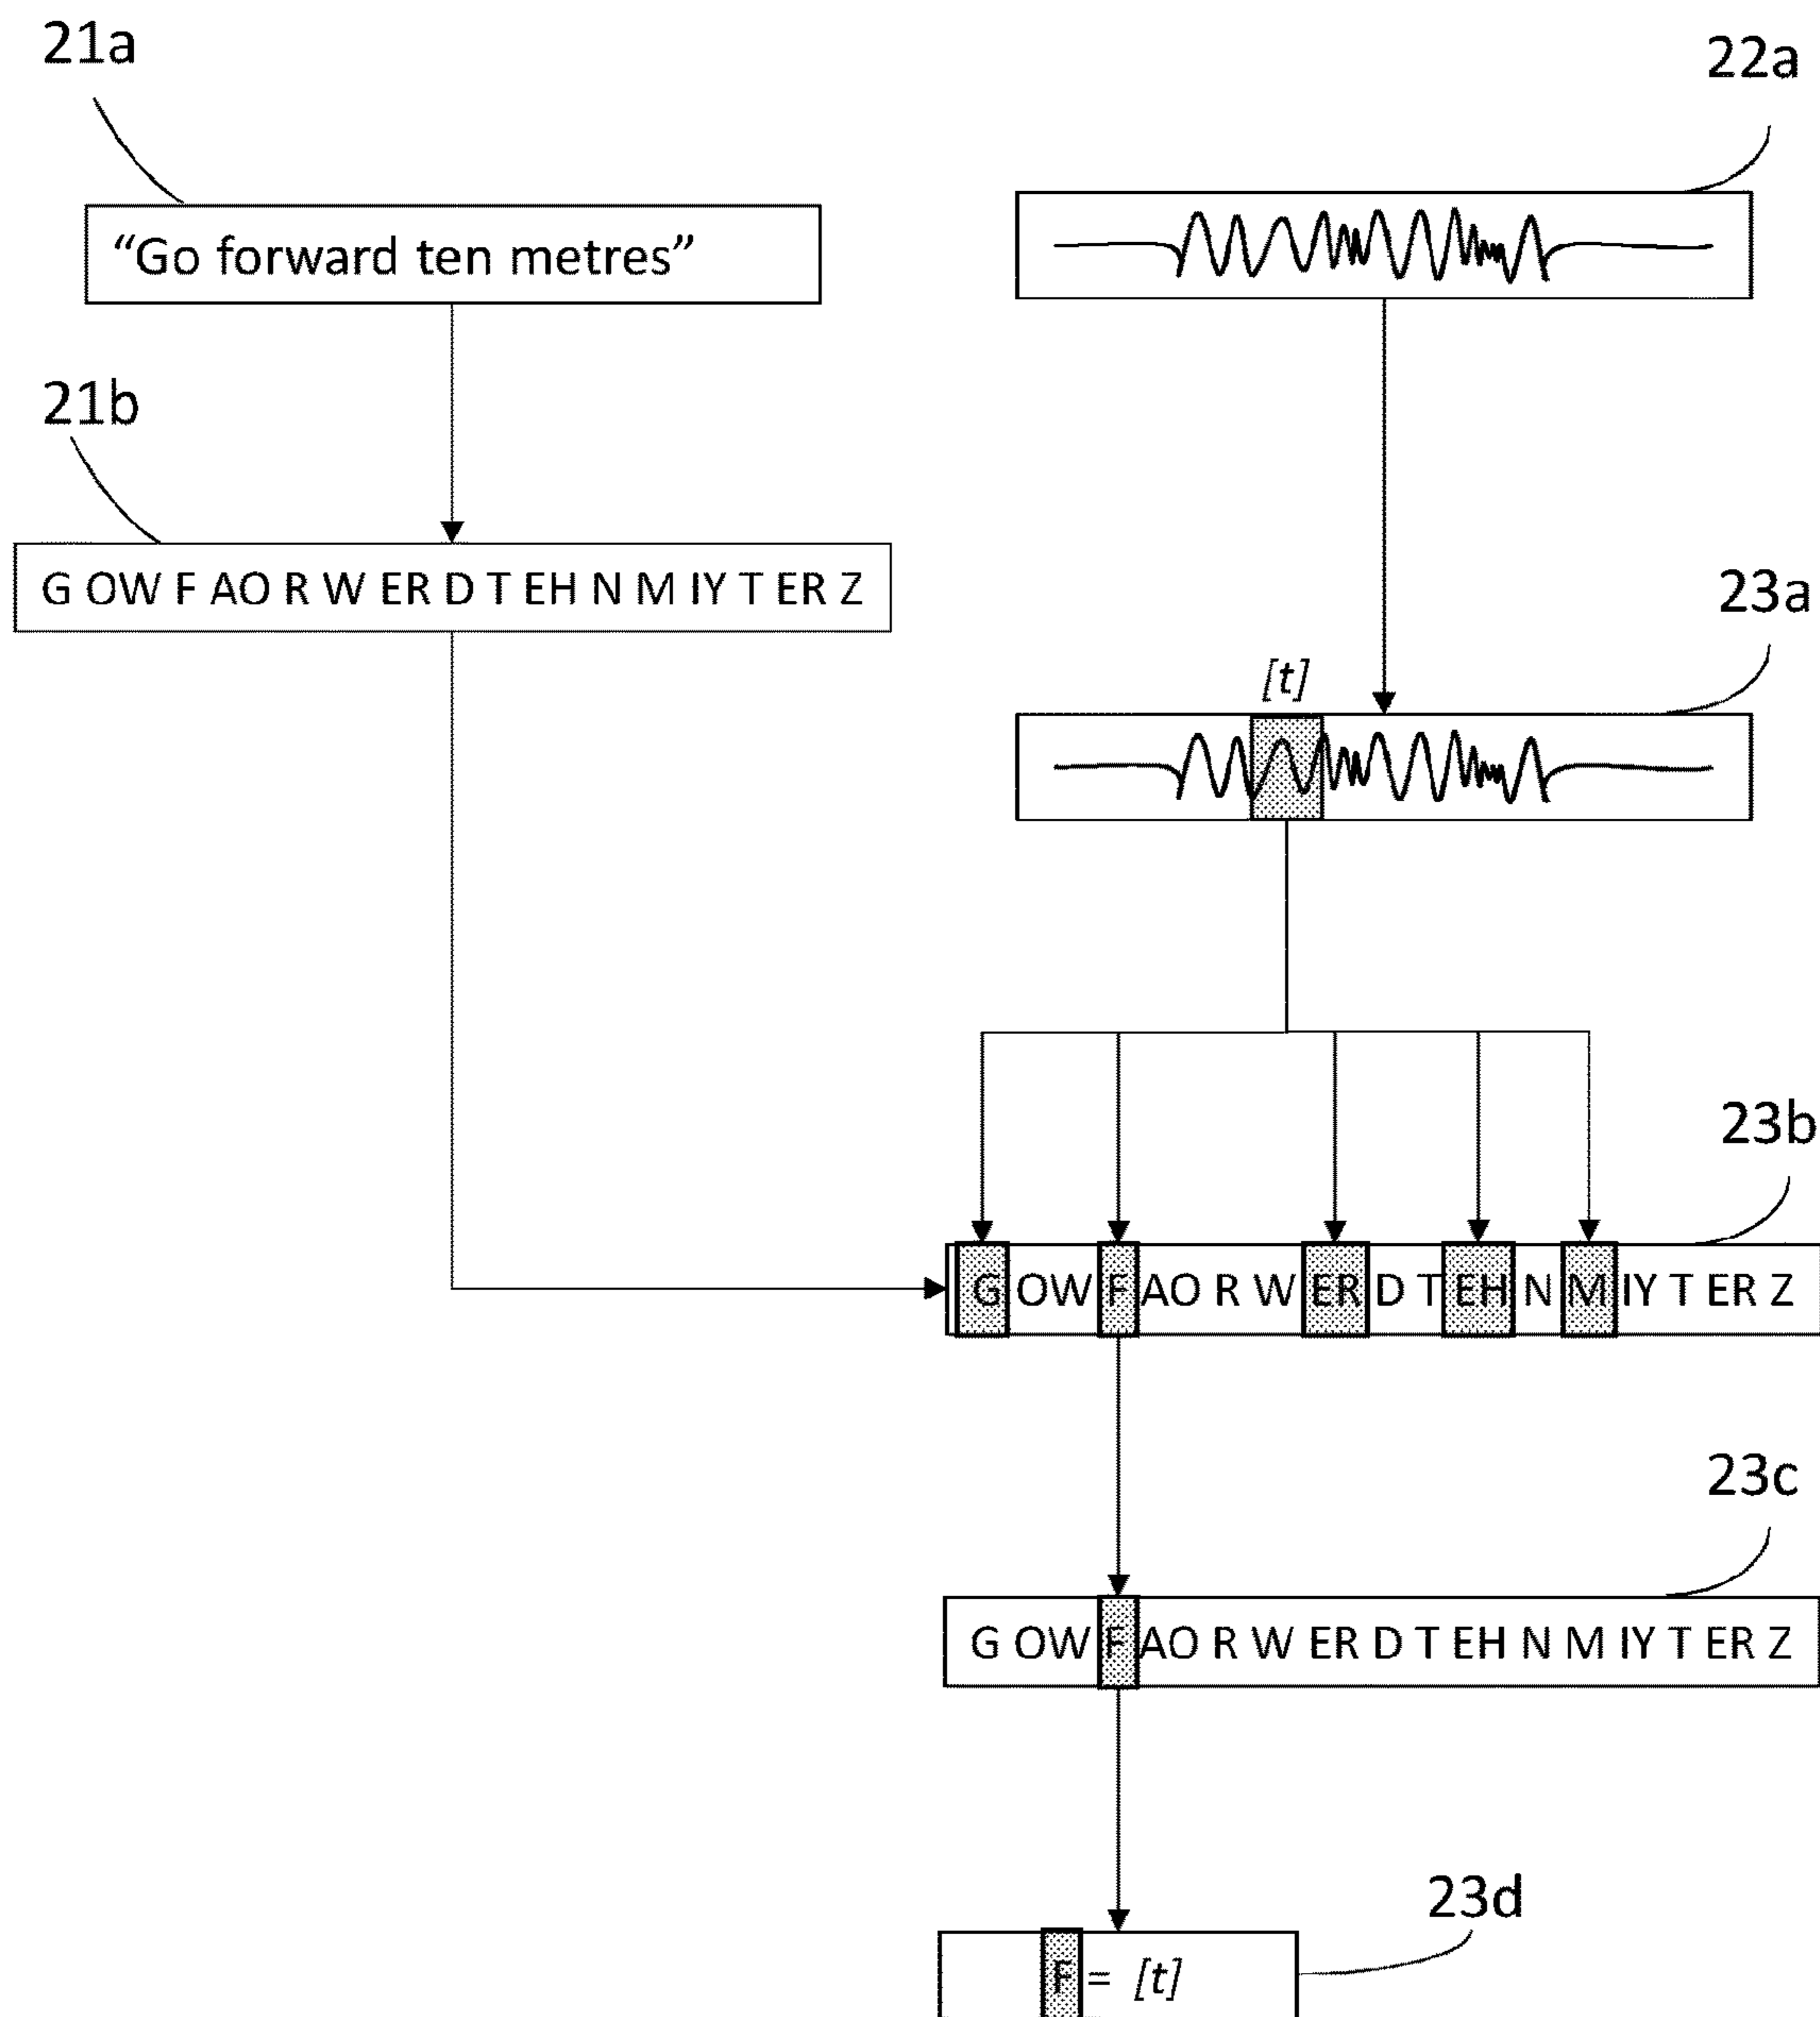 21a
22a
“Go forward ten metres”
21b
G OW F AO R W ER D T EH N M IY T ER Z
23a
[t]
23b
G OW F AO R W ER D T EH N M IY T ER Z
23c
G OW F AO R W ER D T EH N M IY T ER Z
23d
F = [t]